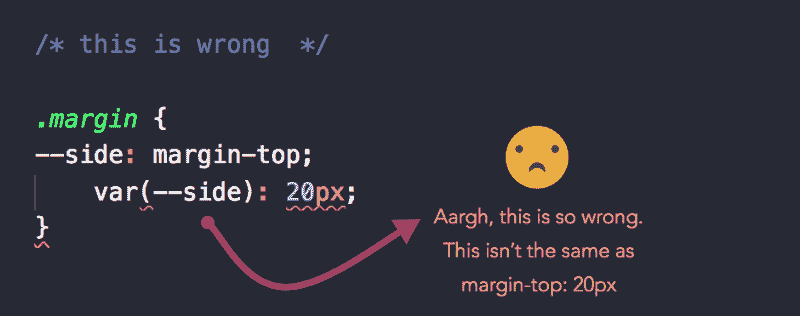 /* this is wrong  */
.margin {
--side: margin-top;
var(--side): 20px;
}
Aargh, this is so wrong.
This isn’t the same as
margin-top: 20px